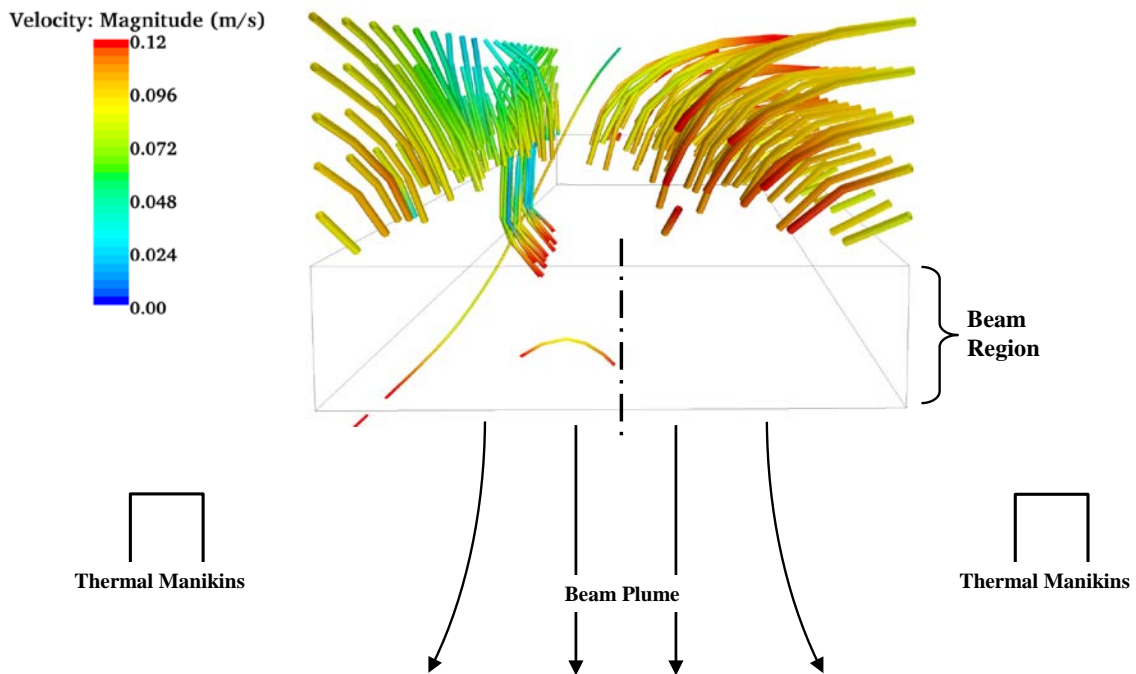 Velocity: Magnitude (m/s)
0.12
0.096
0.072
0.048
0.024
0.00
Beam
Region
Thermal Manikins
Beam Plume
Thermal Manikins